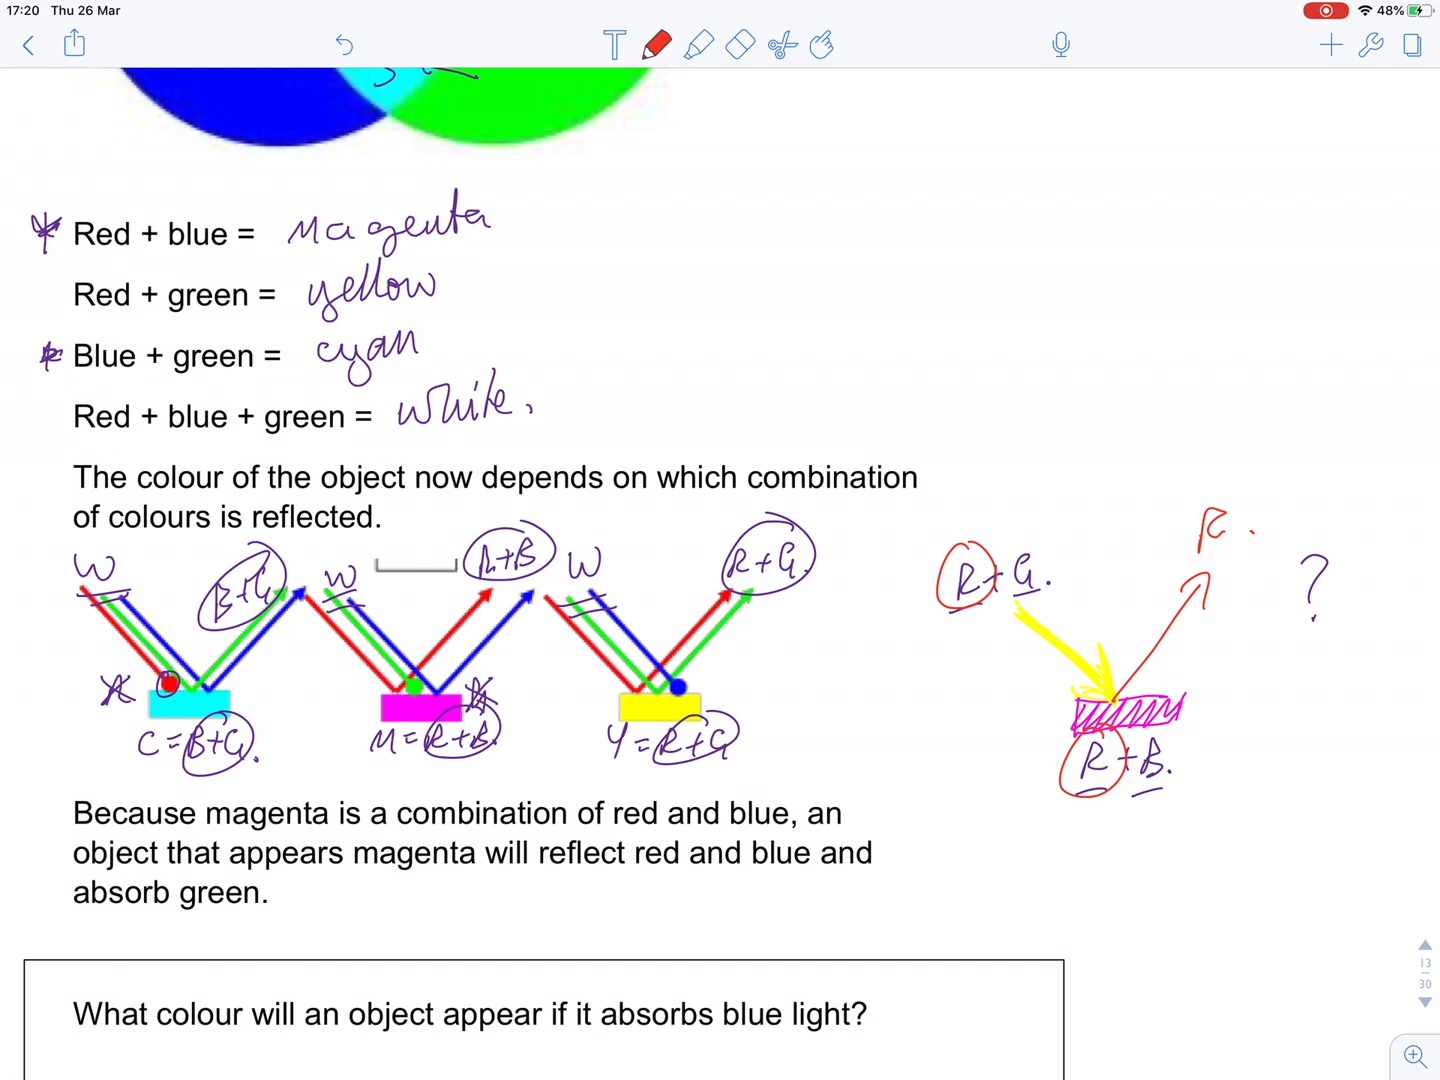 17:20 Thu 26 Mar
48%
T
Red + blue = Magenta
Red + green = yellow
Blue + green = cyan
Red + blue + green = white.
The colour of the object now depends on which combination
of colours is reflected.
W B+G W R+B W R+G
R+G. R. ?
C = B+G. M = R+B. Y = R+G
R+B.
Because magenta is a combination of red and blue, an
object that appears magenta will reflect red and blue and
absorb green.
What colour will an object appear if it absorbs blue light?
13
30